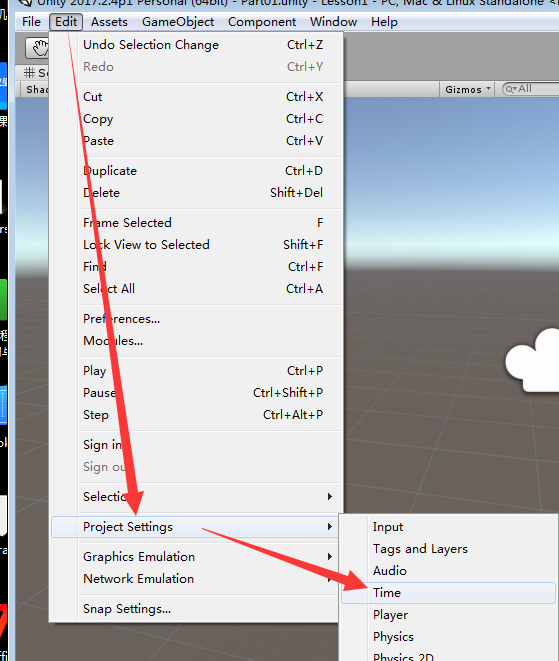 Unity 2017.2.4p1 Personal (64bit) - Part01.unity - Lesson1 - PC, Mac & Linux Standalone
File Edit Assets GameObject Component Window Help
Undo Selection Change Ctrl+Z
Redo Ctrl+Y
Gizmos All
Cut Ctrl+X
Copy Ctrl+C
Paste Ctrl+V
Duplicate Ctrl+D
Delete Shift+Del
Frame Selected F
Lock View to Selected Shift+F
Find Ctrl+F
Select All Ctrl+A
Preferences...
Modules...
Play Ctrl+P
Pause Ctrl+Shift+P
Step Ctrl+Alt+P
Sign in
Sign out
Selection
Project Settings
Graphics Emulation
Network Emulation
Snap Settings...
Input
Tags and Layers
Audio
Time
Player
Physics
Physics 2D